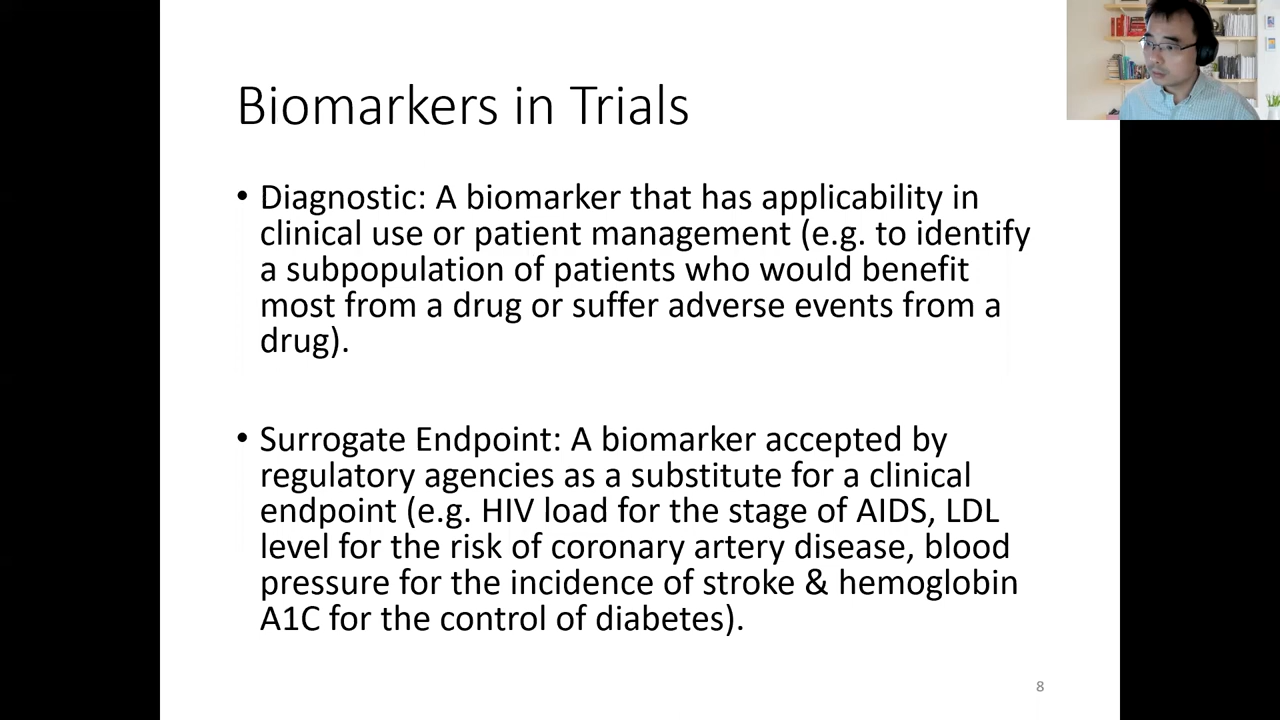 Biomarkers in Trials
• Diagnostic: A biomarker that has applicability in
clinical use or patient management (e.g. to identify
a subpopulation of patients who would benefit
most from a drug or suffer adverse events from a
drug).
• Surrogate Endpoint: A biomarker accepted by
regulatory agencies as a substitute for a clinical
endpoint (e.g. HIV load for the stage of AIDS, LDL
level for the risk of coronary artery disease, blood
pressure for the incidence of stroke & hemoglobin
A1C for the control of diabetes).
8